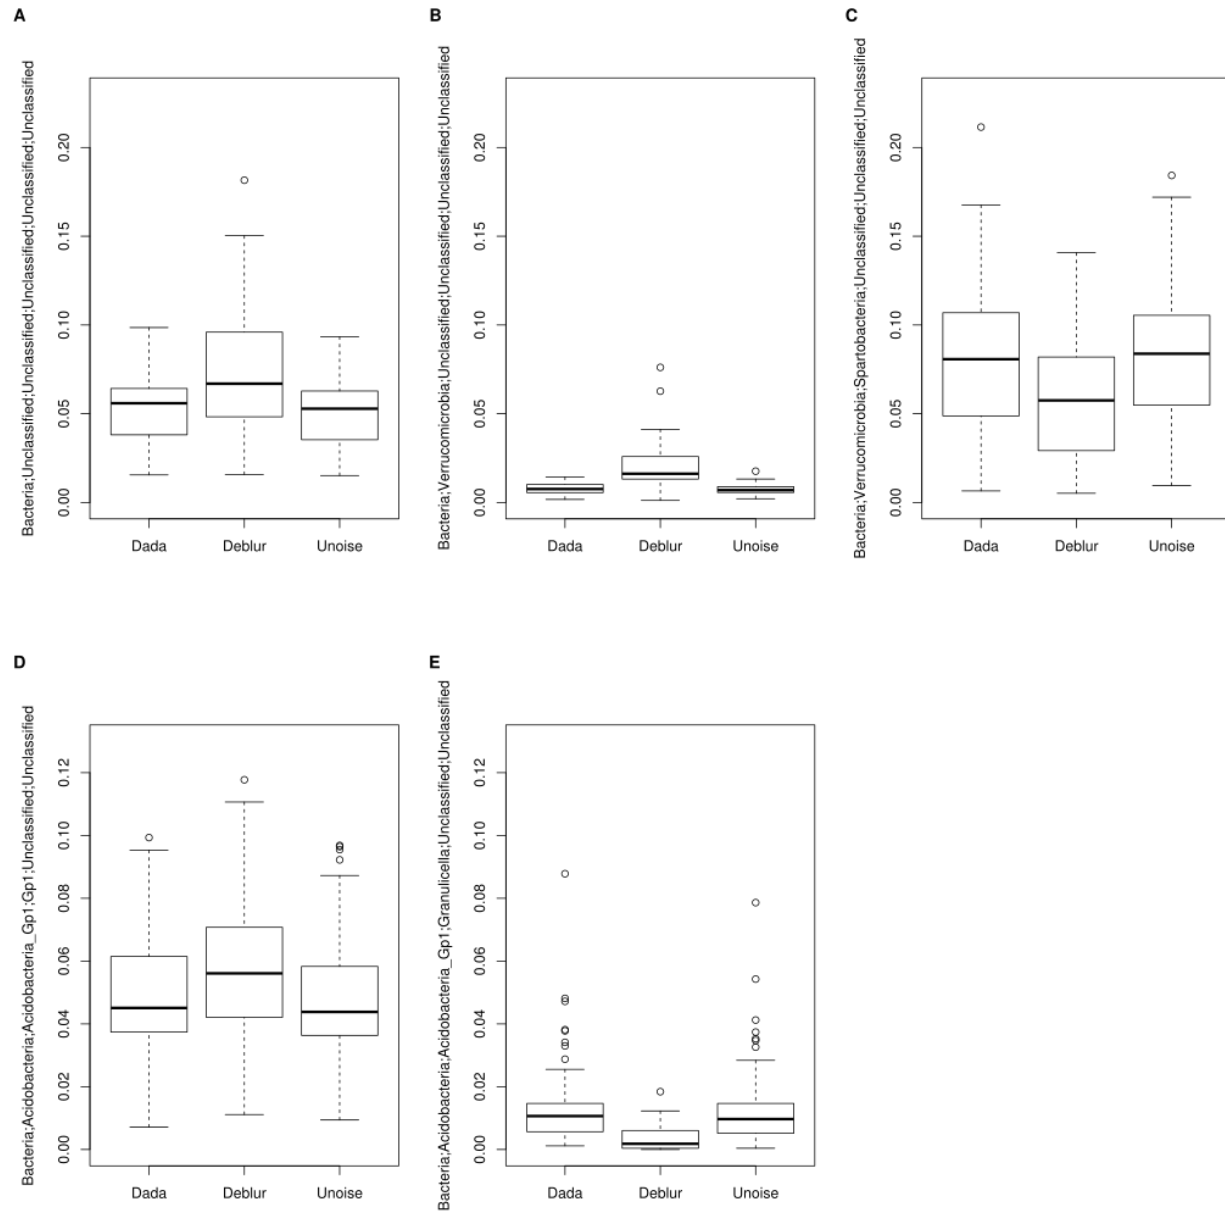 A
Bacteria;Unclassified;Unclassified;Unclassified;Unclassified;Unclassified
0.20
0.15
0.10
0.05
0.00
Dada Deblur Unoise
B
Bacteria;Verrucomicrobia;Unclassified;Unclassified;Unclassified;Unclassified
0.20
0.15
0.10
0.05
0.00
Dada Deblur Unoise
C
Bacteria;Verrucomicrobia;Spartobacteria;Unclassified;Unclassified;Unclassified
0.20
0.15
0.10
0.05
0.00
Dada Deblur Unoise
D
Bacteria;Acidobacteria;Acidobacteria_Gp1;Gp1;Unclassified;Unclassified
0.12
0.10
0.08
0.06
0.04
0.02
0.00
Dada Deblur Unoise
E
Bacteria;Acidobacteria;Acidobacteria_Gp1;Granulicella;Unclassified;Unclassified
0.12
0.10
0.08
0.06
0.04
0.02
0.00
Dada Deblur Unoise